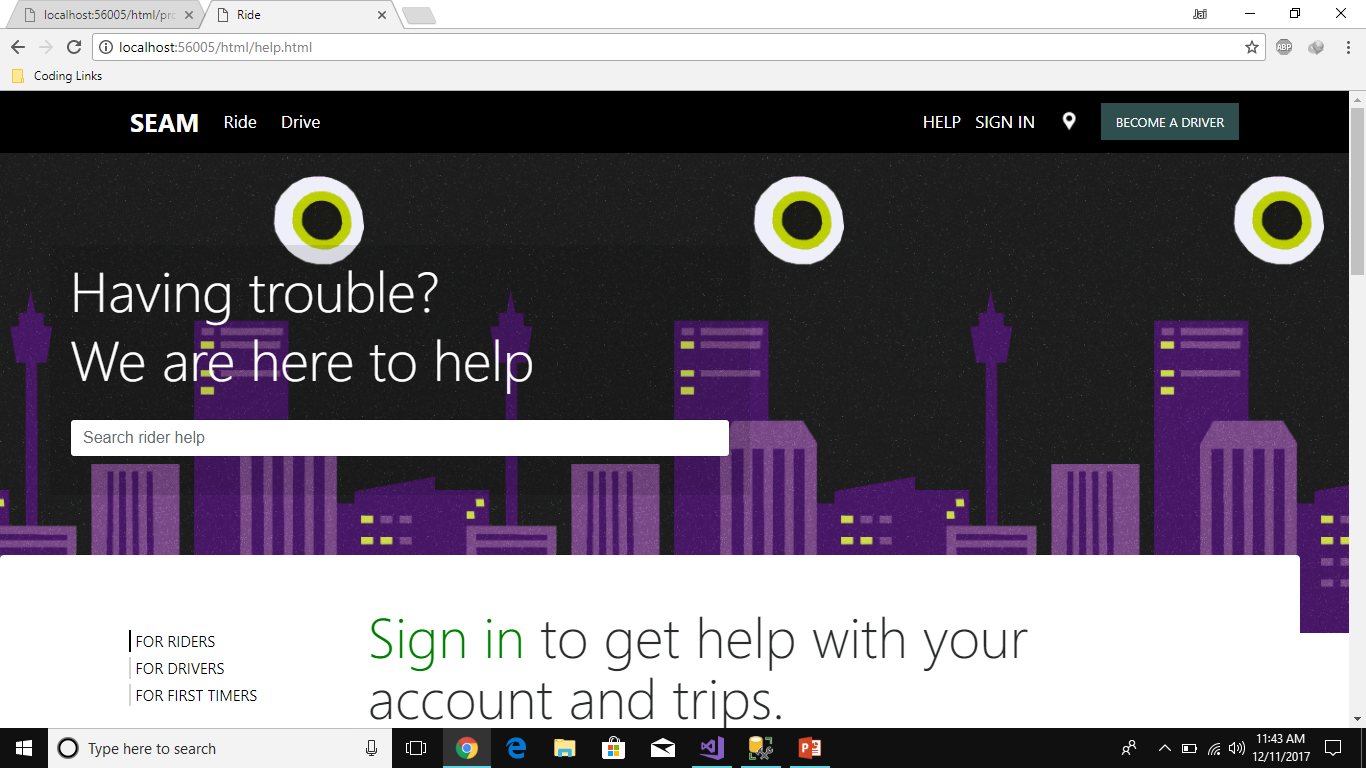 localhost:56005/html/pro
Ride
Jafi
localhost:56005/html/help.html
ABP
Coding Links
SEAM Ride Drive HELP SIGN IN BECOME A DRIVER
Having trouble?
We are here to help
Search rider help
FOR RIDERS
FOR DRIVERS
FOR FIRST TIMERS
Sign in to get help with your
account and trips.
Type here to search
11:43 AM
12/11/2017